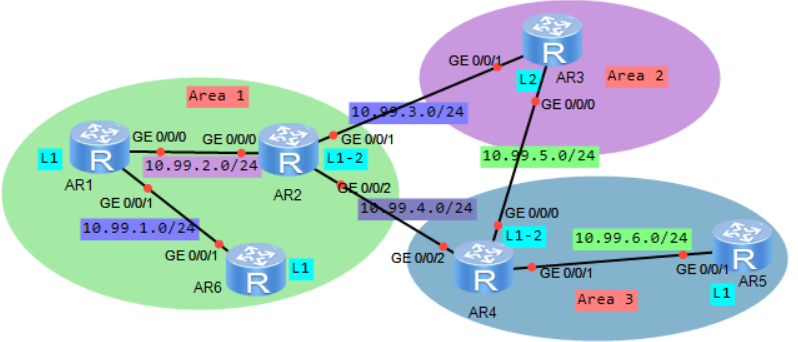 GE 0/0/1
AR3
L2
Area 2
Area 1
GE 0/0/0
10.99.3.0/24
GE 0/0/0
GE 0/0/0
GE 0/0/1
L1
R
10.99.2.0/24
R
L1-2
10.99.5.0/24
AR1
AR2
GE 0/0/2
GE 0/0/1
10.99.4.0/24
GE 0/0/0
10.99.1.0/24
L1-2
10.99.6.0/24
GE 0/0/1
GE 0/0/2
R
L1
R
GE 0/0/1
GE 0/0/1
R
AR6
AR4
Area 3
L1
AR5
R